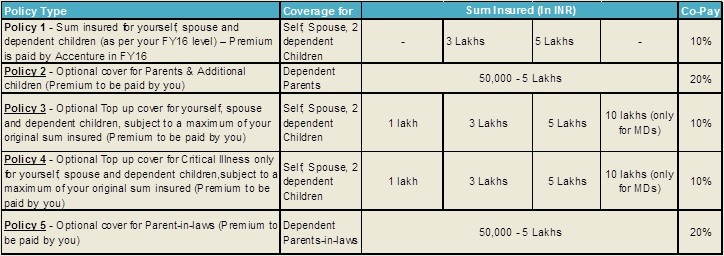 Policy Type Coverage for Sum Insured (In INR) Co-Pay
Policy 1 - Sum insured for yourself, spouse and
dependent children (as per your FY16 level) – Premium
is paid by Accenture in FY16
Self, Spouse, 2
dependent
Children
- 3 Lakhs 5 Lakhs - 10%
Policy 2 - Optional cover for Parents & Additional
children (Premium to be paid by you)
Dependent
Parents
50,000 - 5 Lakhs 20%
Policy 3 - Optional Top up cover for yourself, spouse
and dependent children, subject to a maximum of your
original sum insured (Premium to be paid by you)
Self, Spouse, 2
dependent
Children
1 lakh 3 Lakhs 5 Lakhs 10 lakhs (only
for MDs)
10%
Policy 4 - Optional Top up cover for Critical Illness only
for yourself, spouse and dependent children,subject to a
maximum of your original sum insured (Premium to be
paid by you)
Self, Spouse, 2
dependent
Children
1 lakh 3 Lakhs 5 Lakhs 10 lakhs (only
for MDs)
10%
Policy 5 - Optional cover for Parent-in-laws (Premium to
be paid by you)
Dependent
Parents-in-laws
50,000 - 5 Lakhs 20%